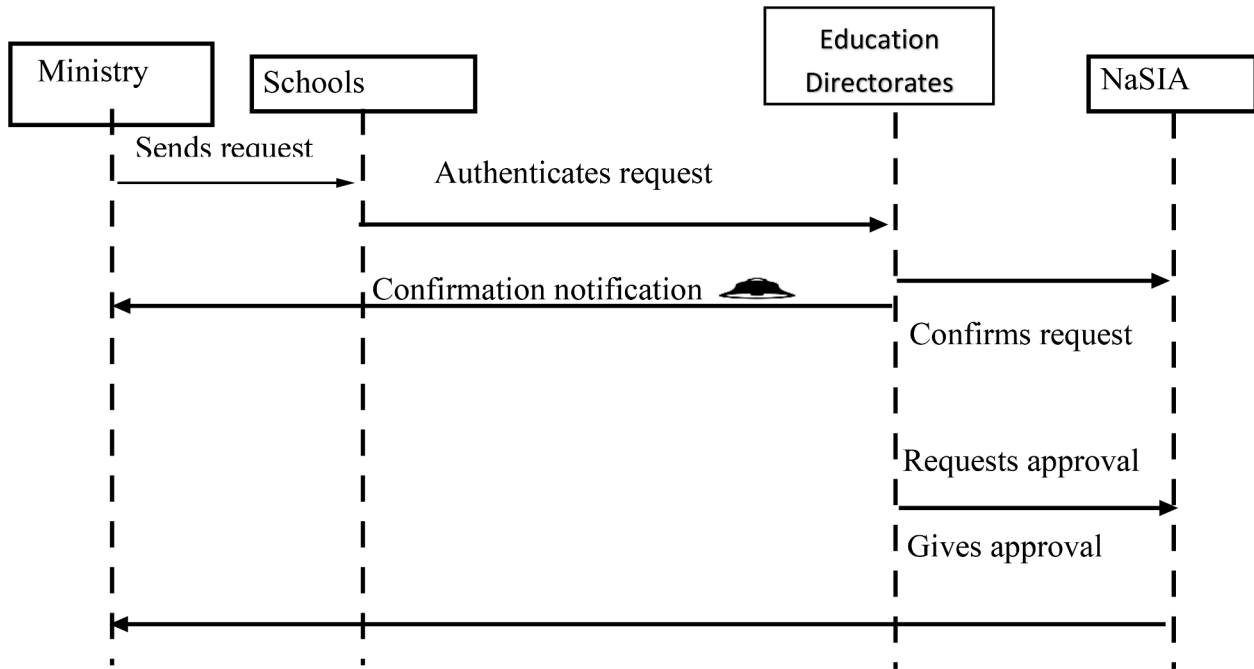 Ministry
Schools
Education
Directorates
NaSIA
Sends request
Authenticates request
Confirmation notification
Confirms request
Requests approval
Gives approval